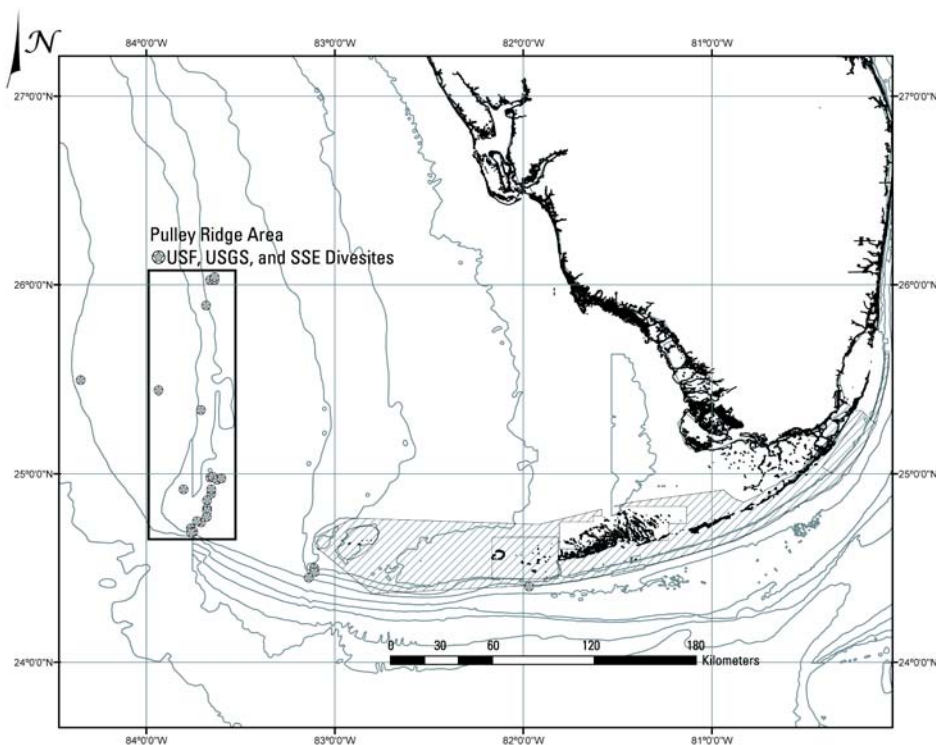 N
84°0'0"W 83°0'0"W 82°0'0"W 81°0'0"W
27°0'0"N 27°0'0"N
Pulley Ridge Area
USF, USGS, and SSE Divesites
26°0'0"N 26°0'0"N
25°0'0"N 25°0'0"N
24°0'0"N 24°0'0"N
0 30 60 120 180
Kilometers
84°0'0"W 83°0'0"W 82°0'0"W 81°0'0"W